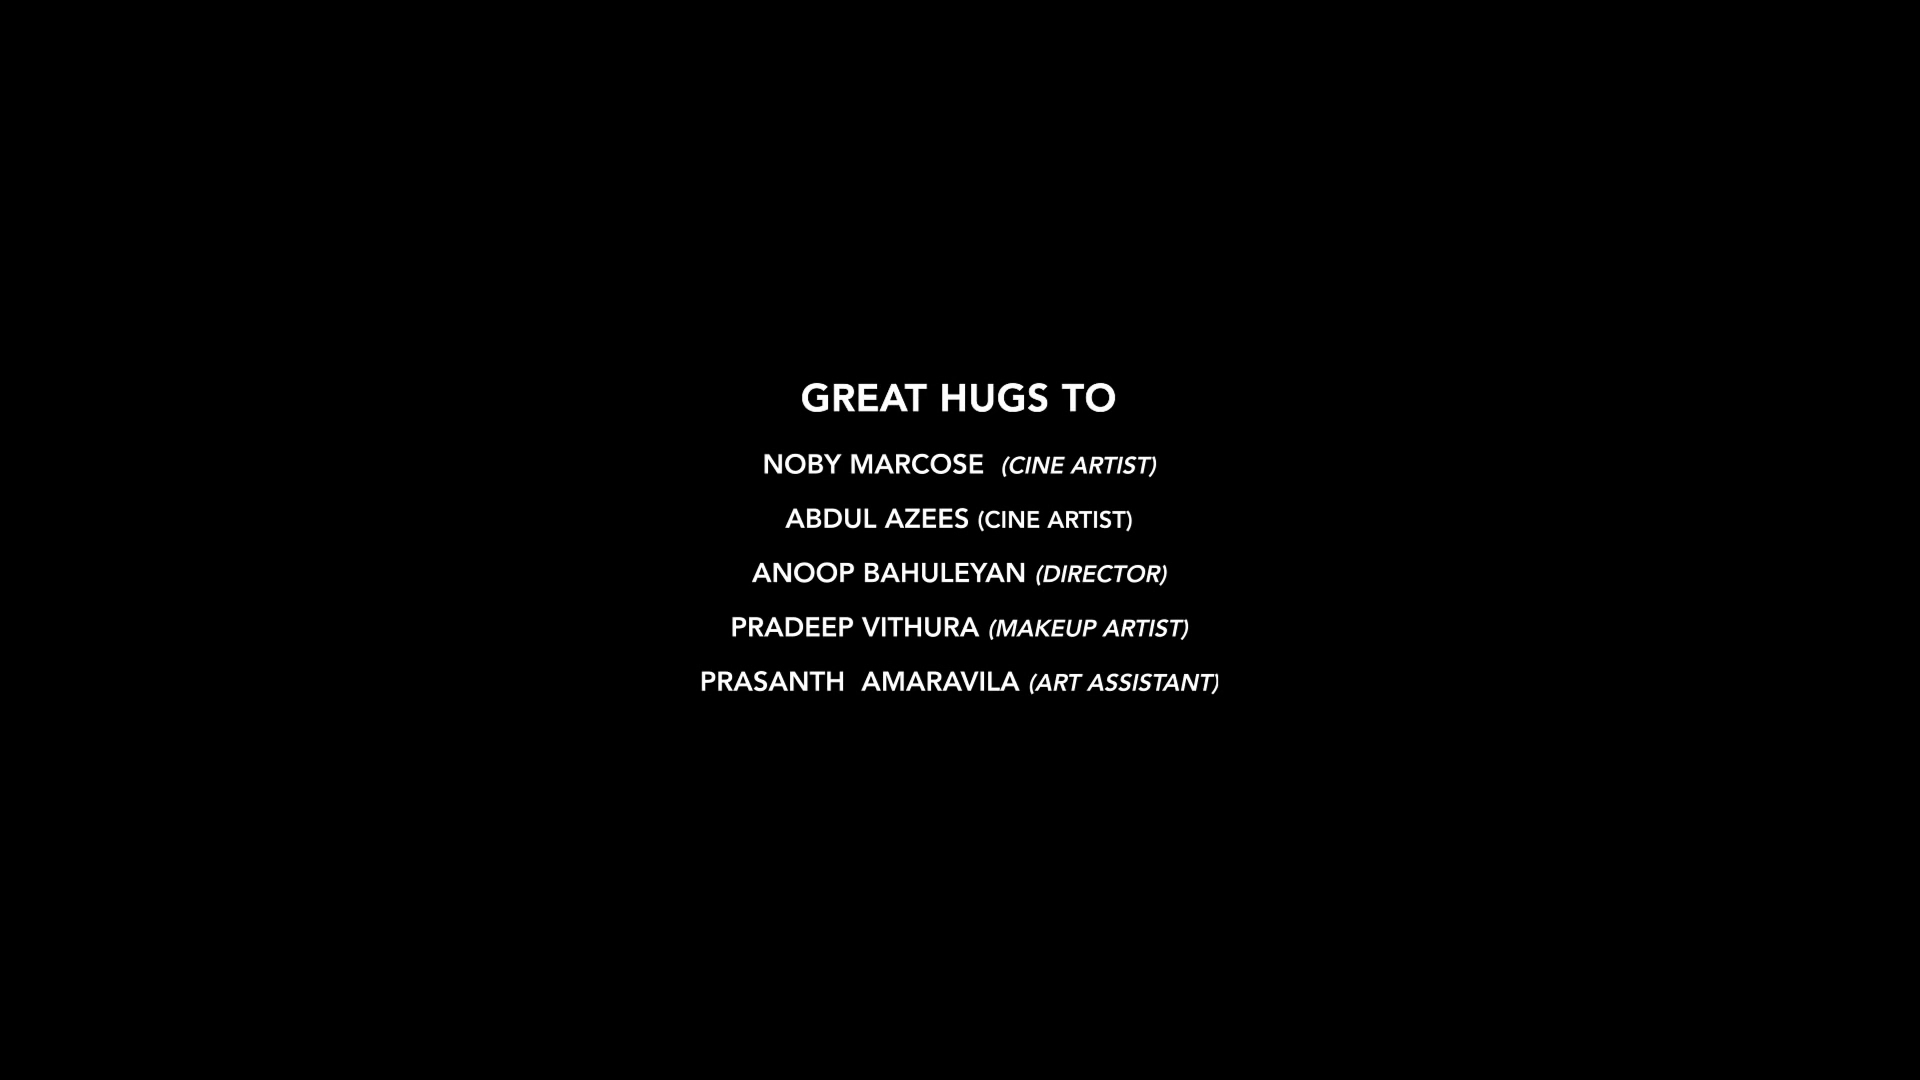 GREAT HUGS TO
NOBY MARCOSE (CINE ARTIST)
ABDUL AZEES (CINE ARTIST)
ANOOP BAHULEYAN (DIRECTOR)
PRADEEP VITHURA (MAKEUP ARTIST)
PRASANTH AMARAVILA (ART ASSISTANT)